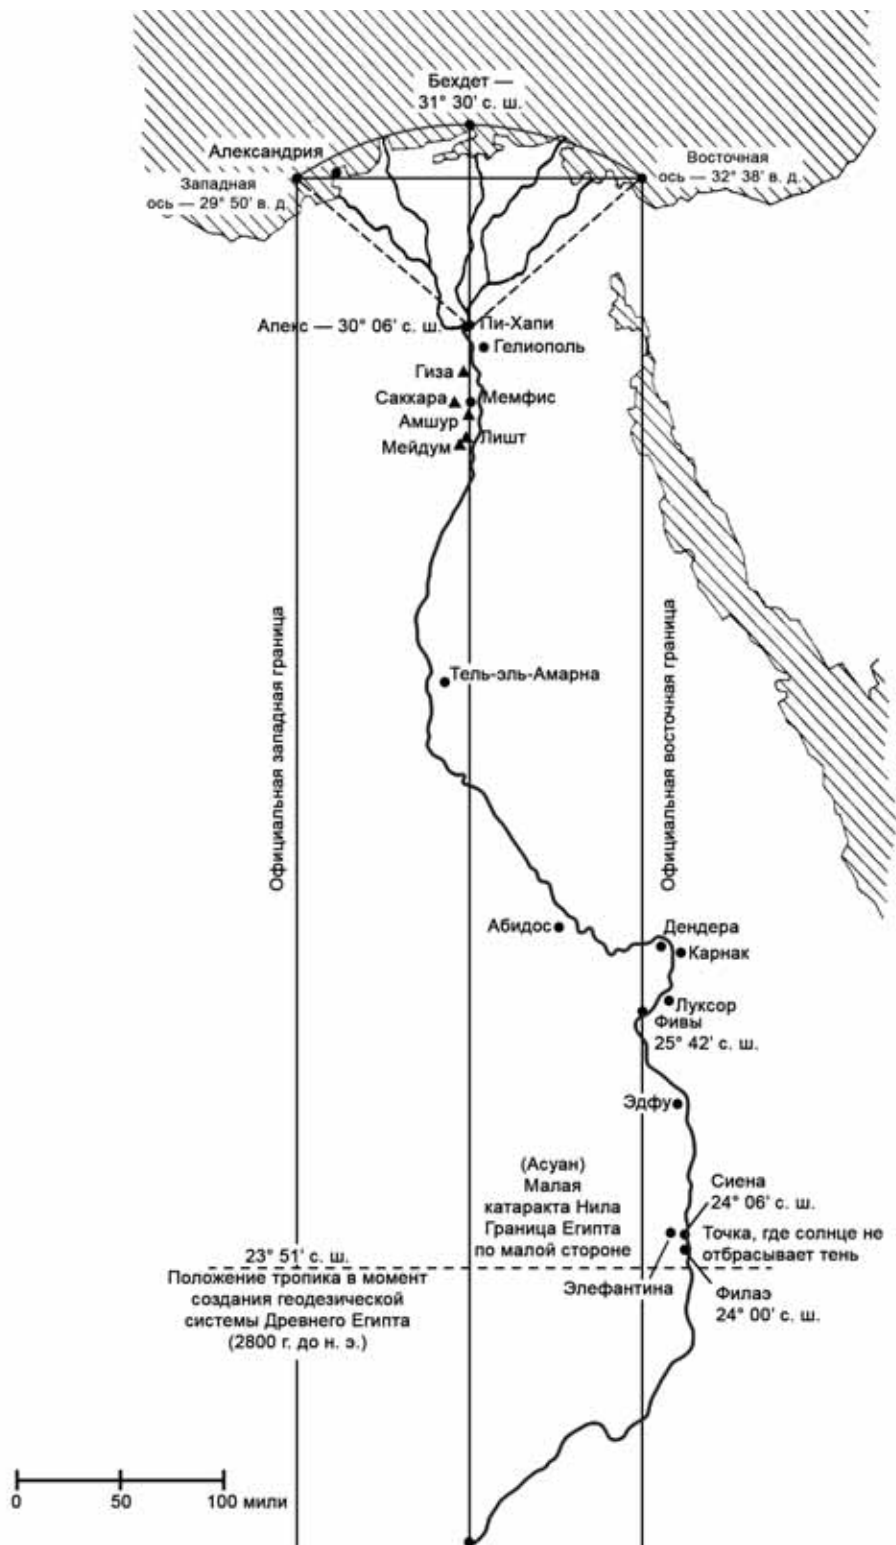 Бехдет —
31° 30' с. ш.
Александрия
Западная
ось — 29° 50' в. д.
Восточная
ось — 32° 38' в. д.
Апекс — 30° 06' с. ш.
Пи-Хапи
Гелиополь
Гиза
Саккара
Мемфис
Амшур
Лишт
Мейдум
Официальная западная граница
Официальная восточная граница
Тель-эль-Амарна
Абидос
Дендера
Карнак
Луксор
Фивы
25° 42' с. ш.
Эдфу
(Асуан)
Малая
катаракта Нила
Граница Египта
по малой стороне
Сиена
24° 06' с. ш.
Точка, где солнце не
отбрасывает тень
23° 51' с. ш.
Положение тропика в момент
создания геодезической
системы Древнего Египта
(2800 г. до н. э.)
Элефантина
Филаэ
24° 00' с. ш.
0 50 100 мили